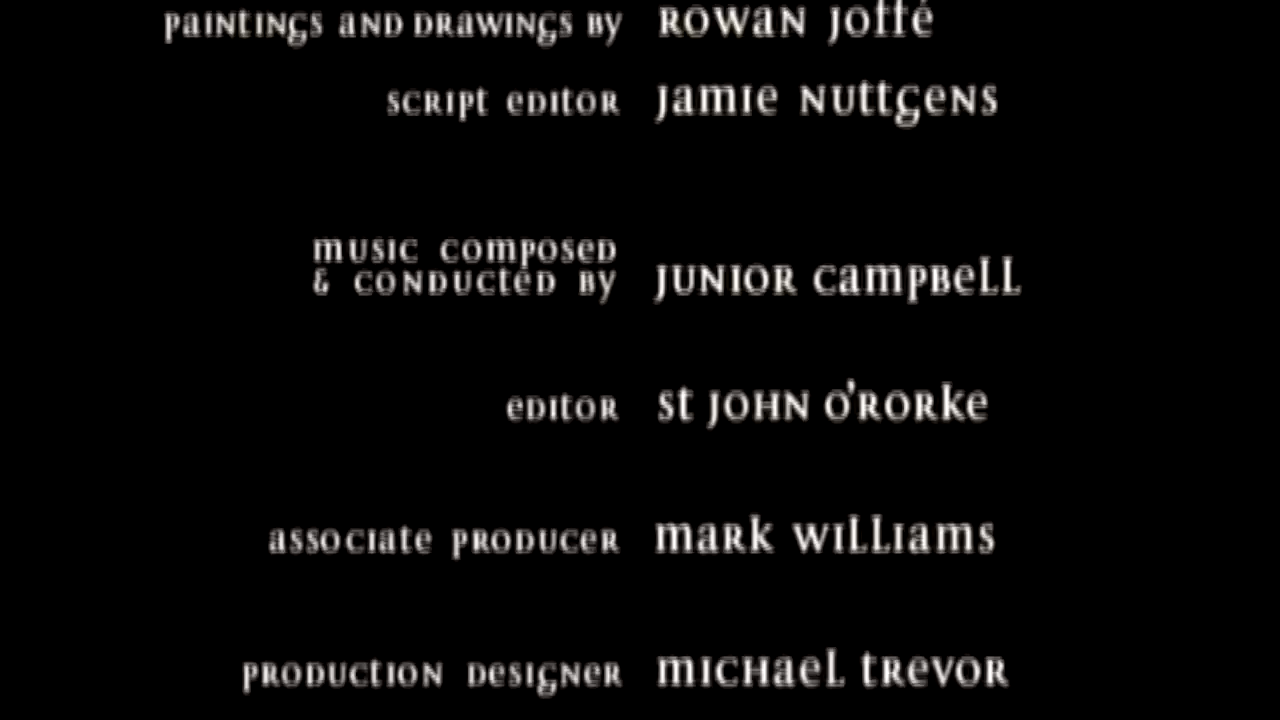 paintings and drawings by Rowan Joffé
script editor Jamie Nuttgens
music composed
& conducted by Junior Campbell
editor St John O'Rorke
associate producer Mark Williams
production designer Michael Trevor